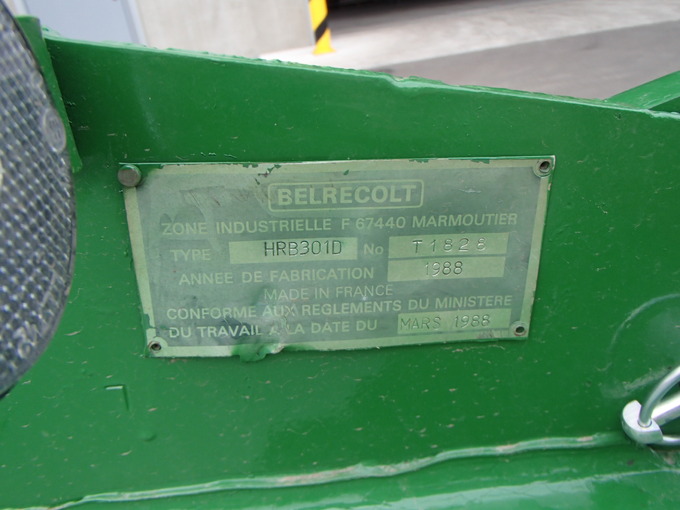 BELRECOLT
ZONE INDUSTRIELLE F 67440 MARMOUTIER
TYPE HRB301D No T1828
ANNEE DE FABRICATION 1988
MADE IN FRANCE
CONFORME AUX REGLEMENTS DU MINISTERE
DU TRAVAIL A LA DATE DU MARS 1988